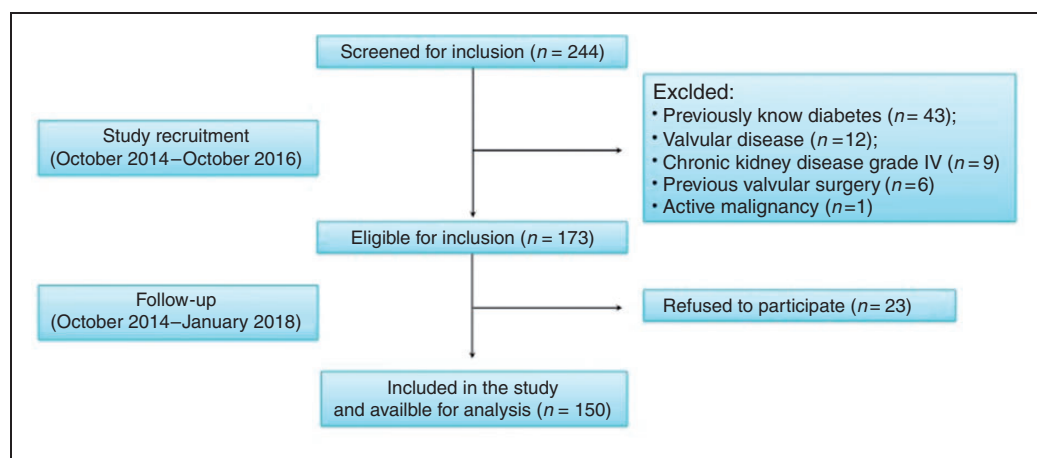 Screened for inclusion (n = 244)
Study recruitment
(October 2014–October 2016)
Exclded:
• Previously know diabetes (n = 43);
• Valvular disease (n = 12);
• Chronic kidney disease grade IV (n = 9)
• Previous valvular surgery (n = 6)
• Active malignancy (n=1)
Eligible for inclusion (n = 173)
Follow-up
(October 2014–January 2018)
Refused to participate (n = 23)
Included in the study
and availble for analysis (n = 150)